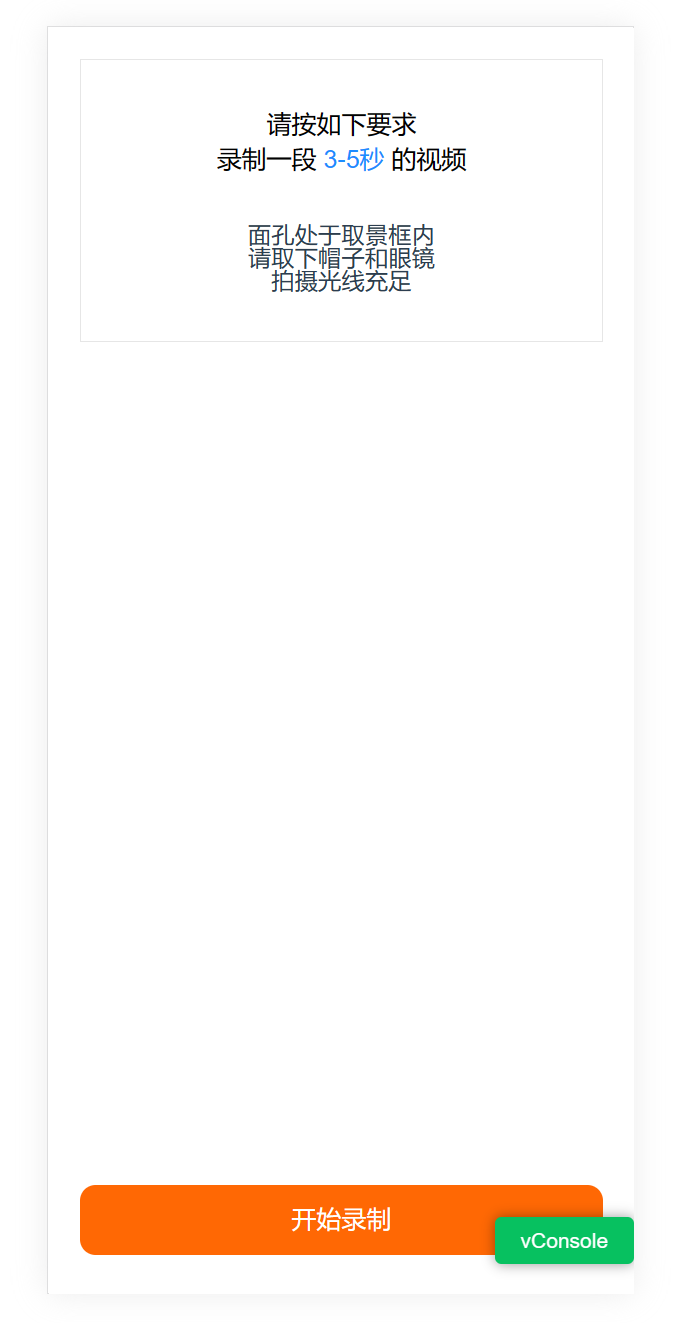 请按如下要求
录制一段 3-5秒 的视频
面孔处于取景框内
请取下帽子和眼镜
拍摄光线充足
开始录制
vConsole